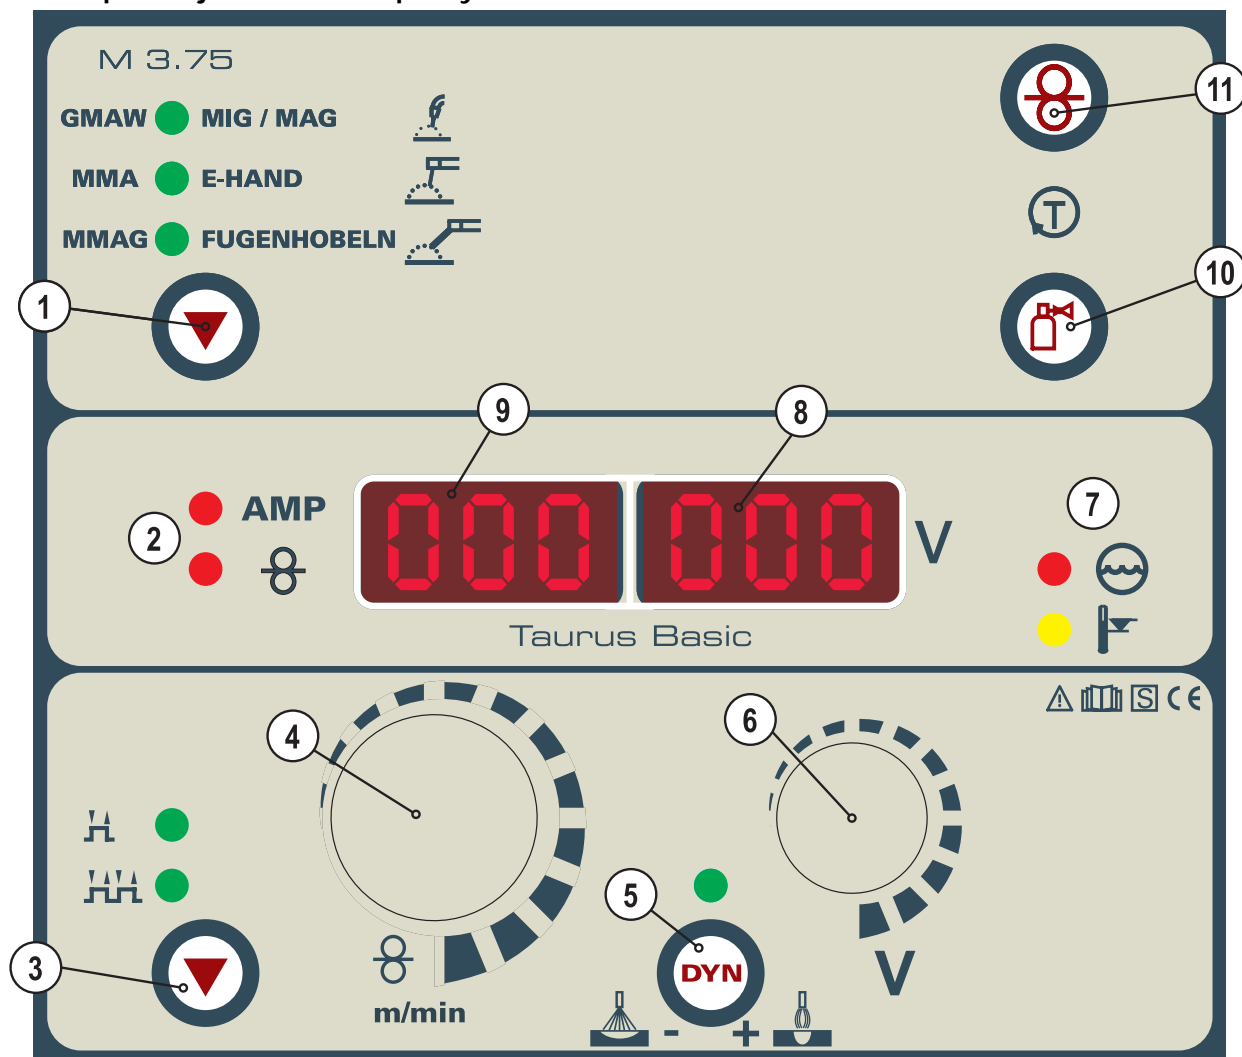 M 3.75
GMAW MIG / MAG
MMA E-HAND
MMAG FUGENHOBELN
11
T
10
1
9
8
AMP
2
000 000 V
7
Taurus Basic
4
6
S CE
5
3
DYN
V
m/min
- +